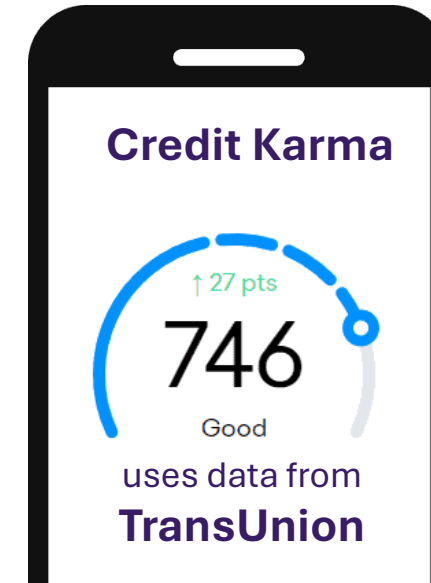 Credit Karma
↑ 27 pts
746
Good
uses data from
TransUnion